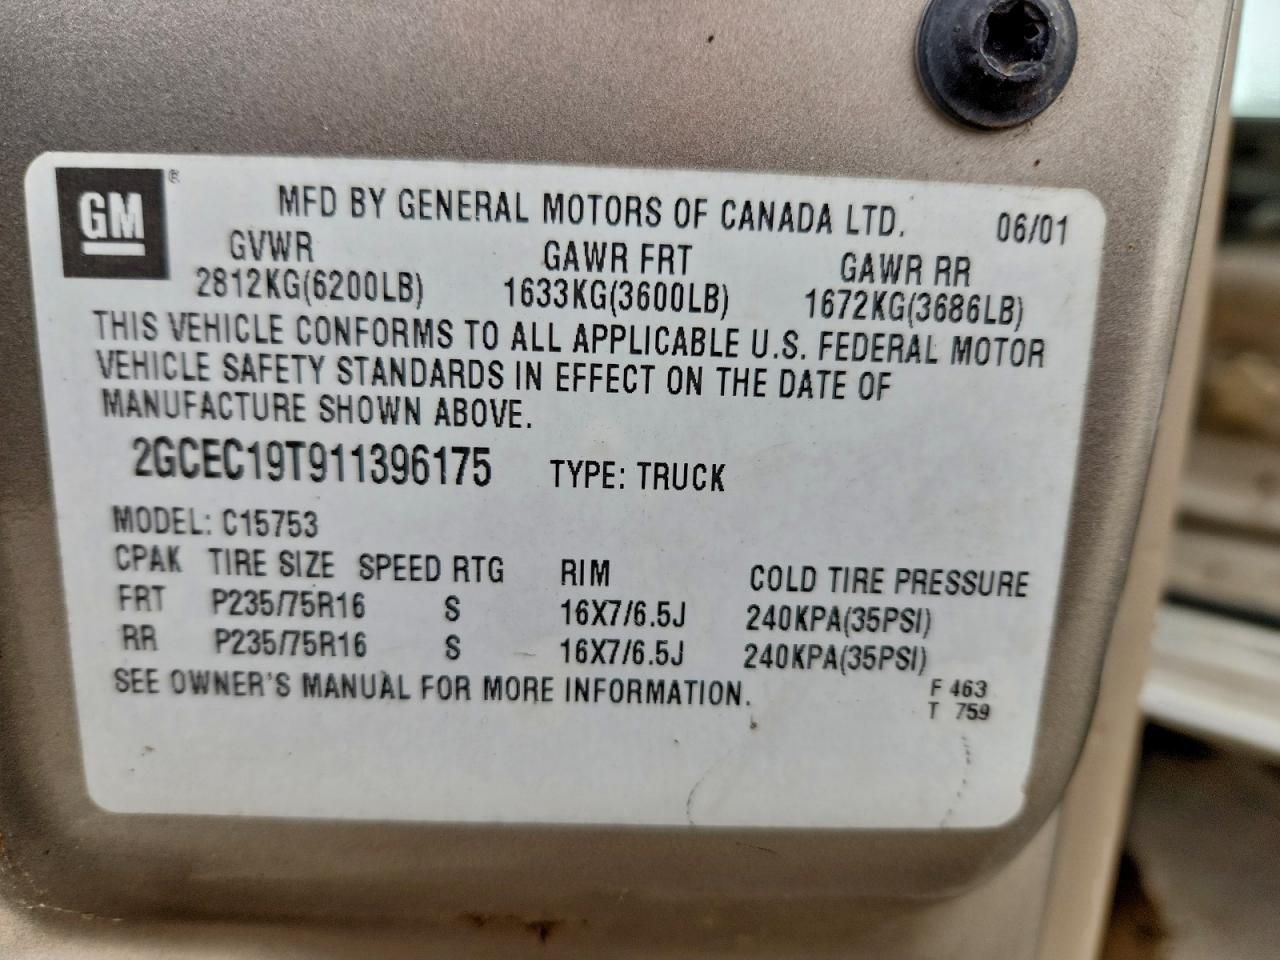 GM ®
MFD BY GENERAL MOTORS OF CANADA LTD. 06/01
GVWR GAWR FRT GAWR RR
2812KG(6200LB) 1633KG(3600LB) 1672KG(3686LB)
THIS VEHICLE CONFORMS TO ALL APPLICABLE U.S. FEDERAL MOTOR
VEHICLE SAFETY STANDARDS IN EFFECT ON THE DATE OF
MANUFACTURE SHOWN ABOVE.
2GCEC19T911396175 TYPE: TRUCK
MODEL: C15753
CPAK TIRE SIZE SPEED RTG RIM COLD TIRE PRESSURE
FRT P235/75R16 S 16X7/6.5J 240KPA(35PSI)
RR P235/75R16 S 16X7/6.5J 240KPA(35PSI)
SEE OWNER'S MANUAL FOR MORE INFORMATION. F 463
T 759